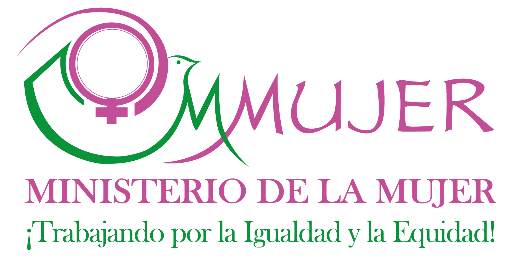 MMUJER
MINISTERIO DE LA MUJER
¡Trabajando por la Igualdad y la Equidad!